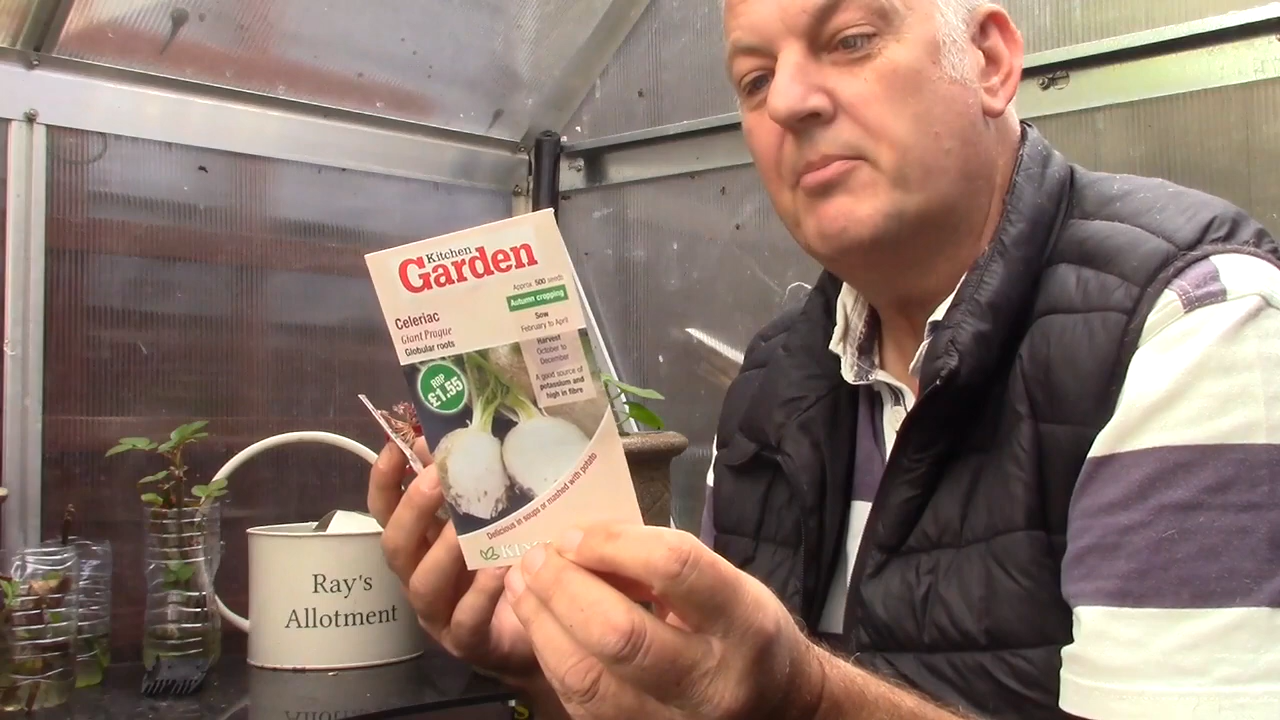 Kitchen
Garden
Approx. 500 seeds
Autumn cropping
Celeriac
Giant Prague
Globular roots
Sow
February to April
Harvest
October to
December
A good source of
potassium and
high in fibre
RRP
£1.55
Delicious in soups or mashed with potato
Ray's
Allotment